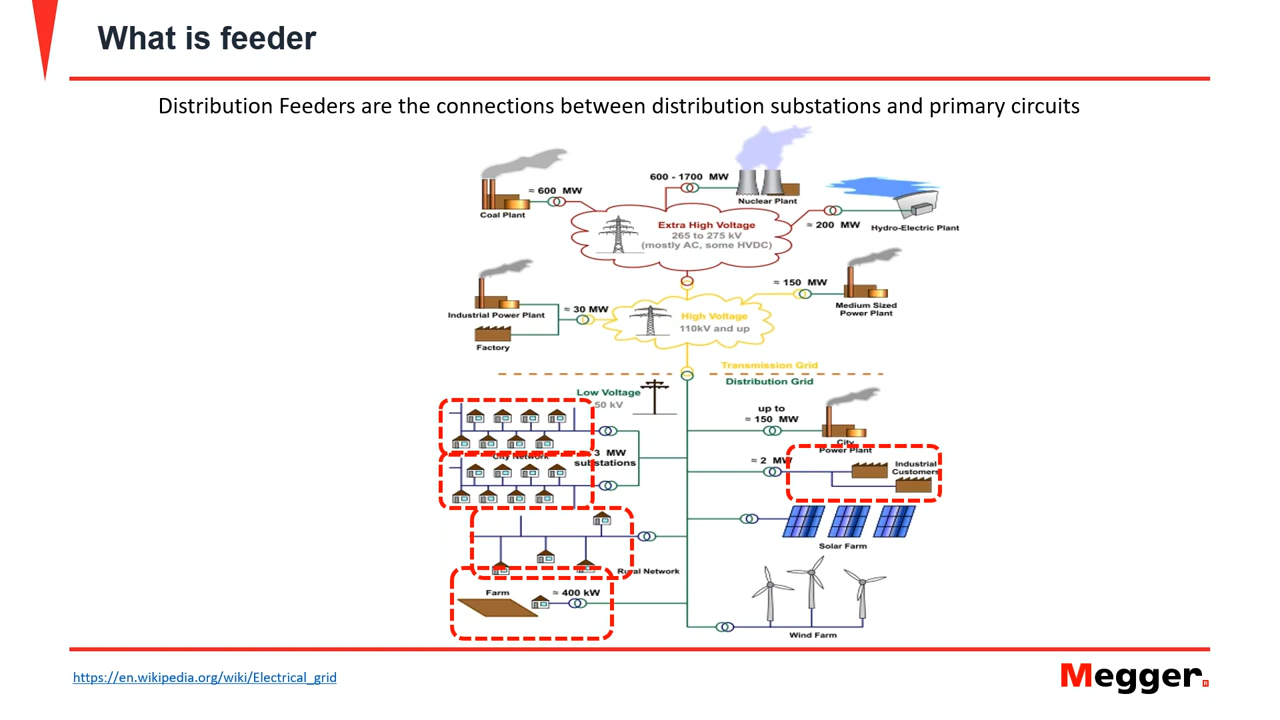 What is feeder
Distribution Feeders are the connections between distribution substations and primary circuits
600 - 1700 MW
≈ 600 MW
Nuclear Plant
Coal Plant
Extra High Voltage
265 to 275 kV
(mostly AC, some HVDC)
≈ 200 MW
Hydro-Electric Plant
≈ 150 MW
Industrial Power Plant
≈ 30 MW
High Voltage
110kV and up
Medium Sized
Power Plant
Factory
Transmission Grid
Distribution Grid
Low Voltage
50 kV
up to
≈ 150 MW
City
Power Plant
City Network
3 MW
substations
≈ 2 MW
Industrial
Customers
Solar Farm
Rural Network
Farm
≈ 400 kW
Wind Farm
https://en.wikipedia.org/wiki/Electrical_grid
Megger